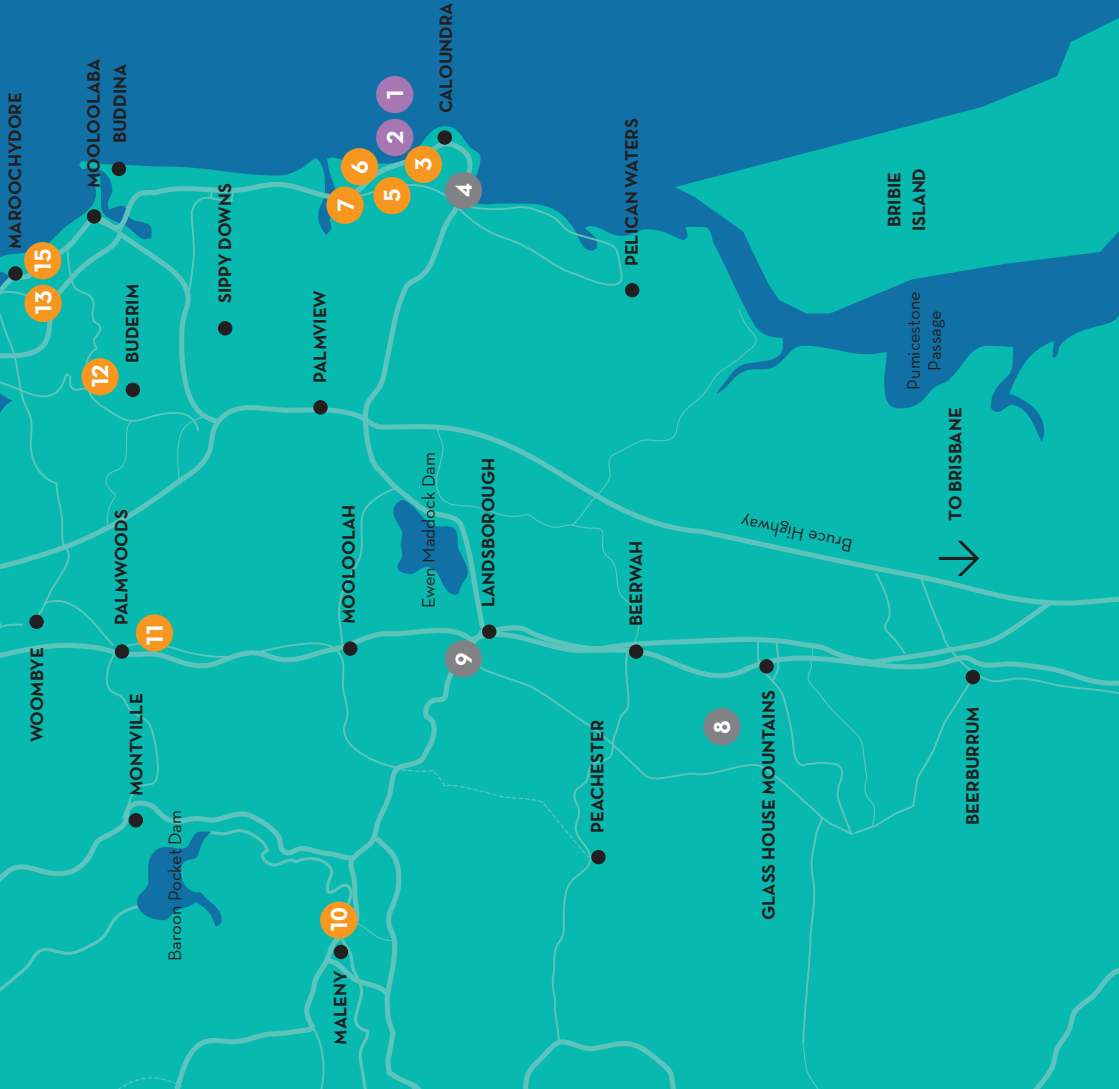 MAROOCHYDORE
MOOLOOLABA
BUDDINA
15
13
12
BUDERIM
SIPPY DOWNS
PALMVIEW
1
2
CALOUNDRA
6
3
7
5
4
PELICAN WATERS
BRIBIE
ISLAND
Pumicestone
Passage
WOOMBYE
PALMWOODS
11
MONTVILLE
Baroon Pocket Dam
MOOLOOLAH
Ewen Maddock Dam
LANDSBOROUGH
9
BEERWAH
Bruce Highway
TO BRISBANE
10
MALENY
PEACHESTER
8
GLASS HOUSE MOUNTAINS
BEERBURRUM